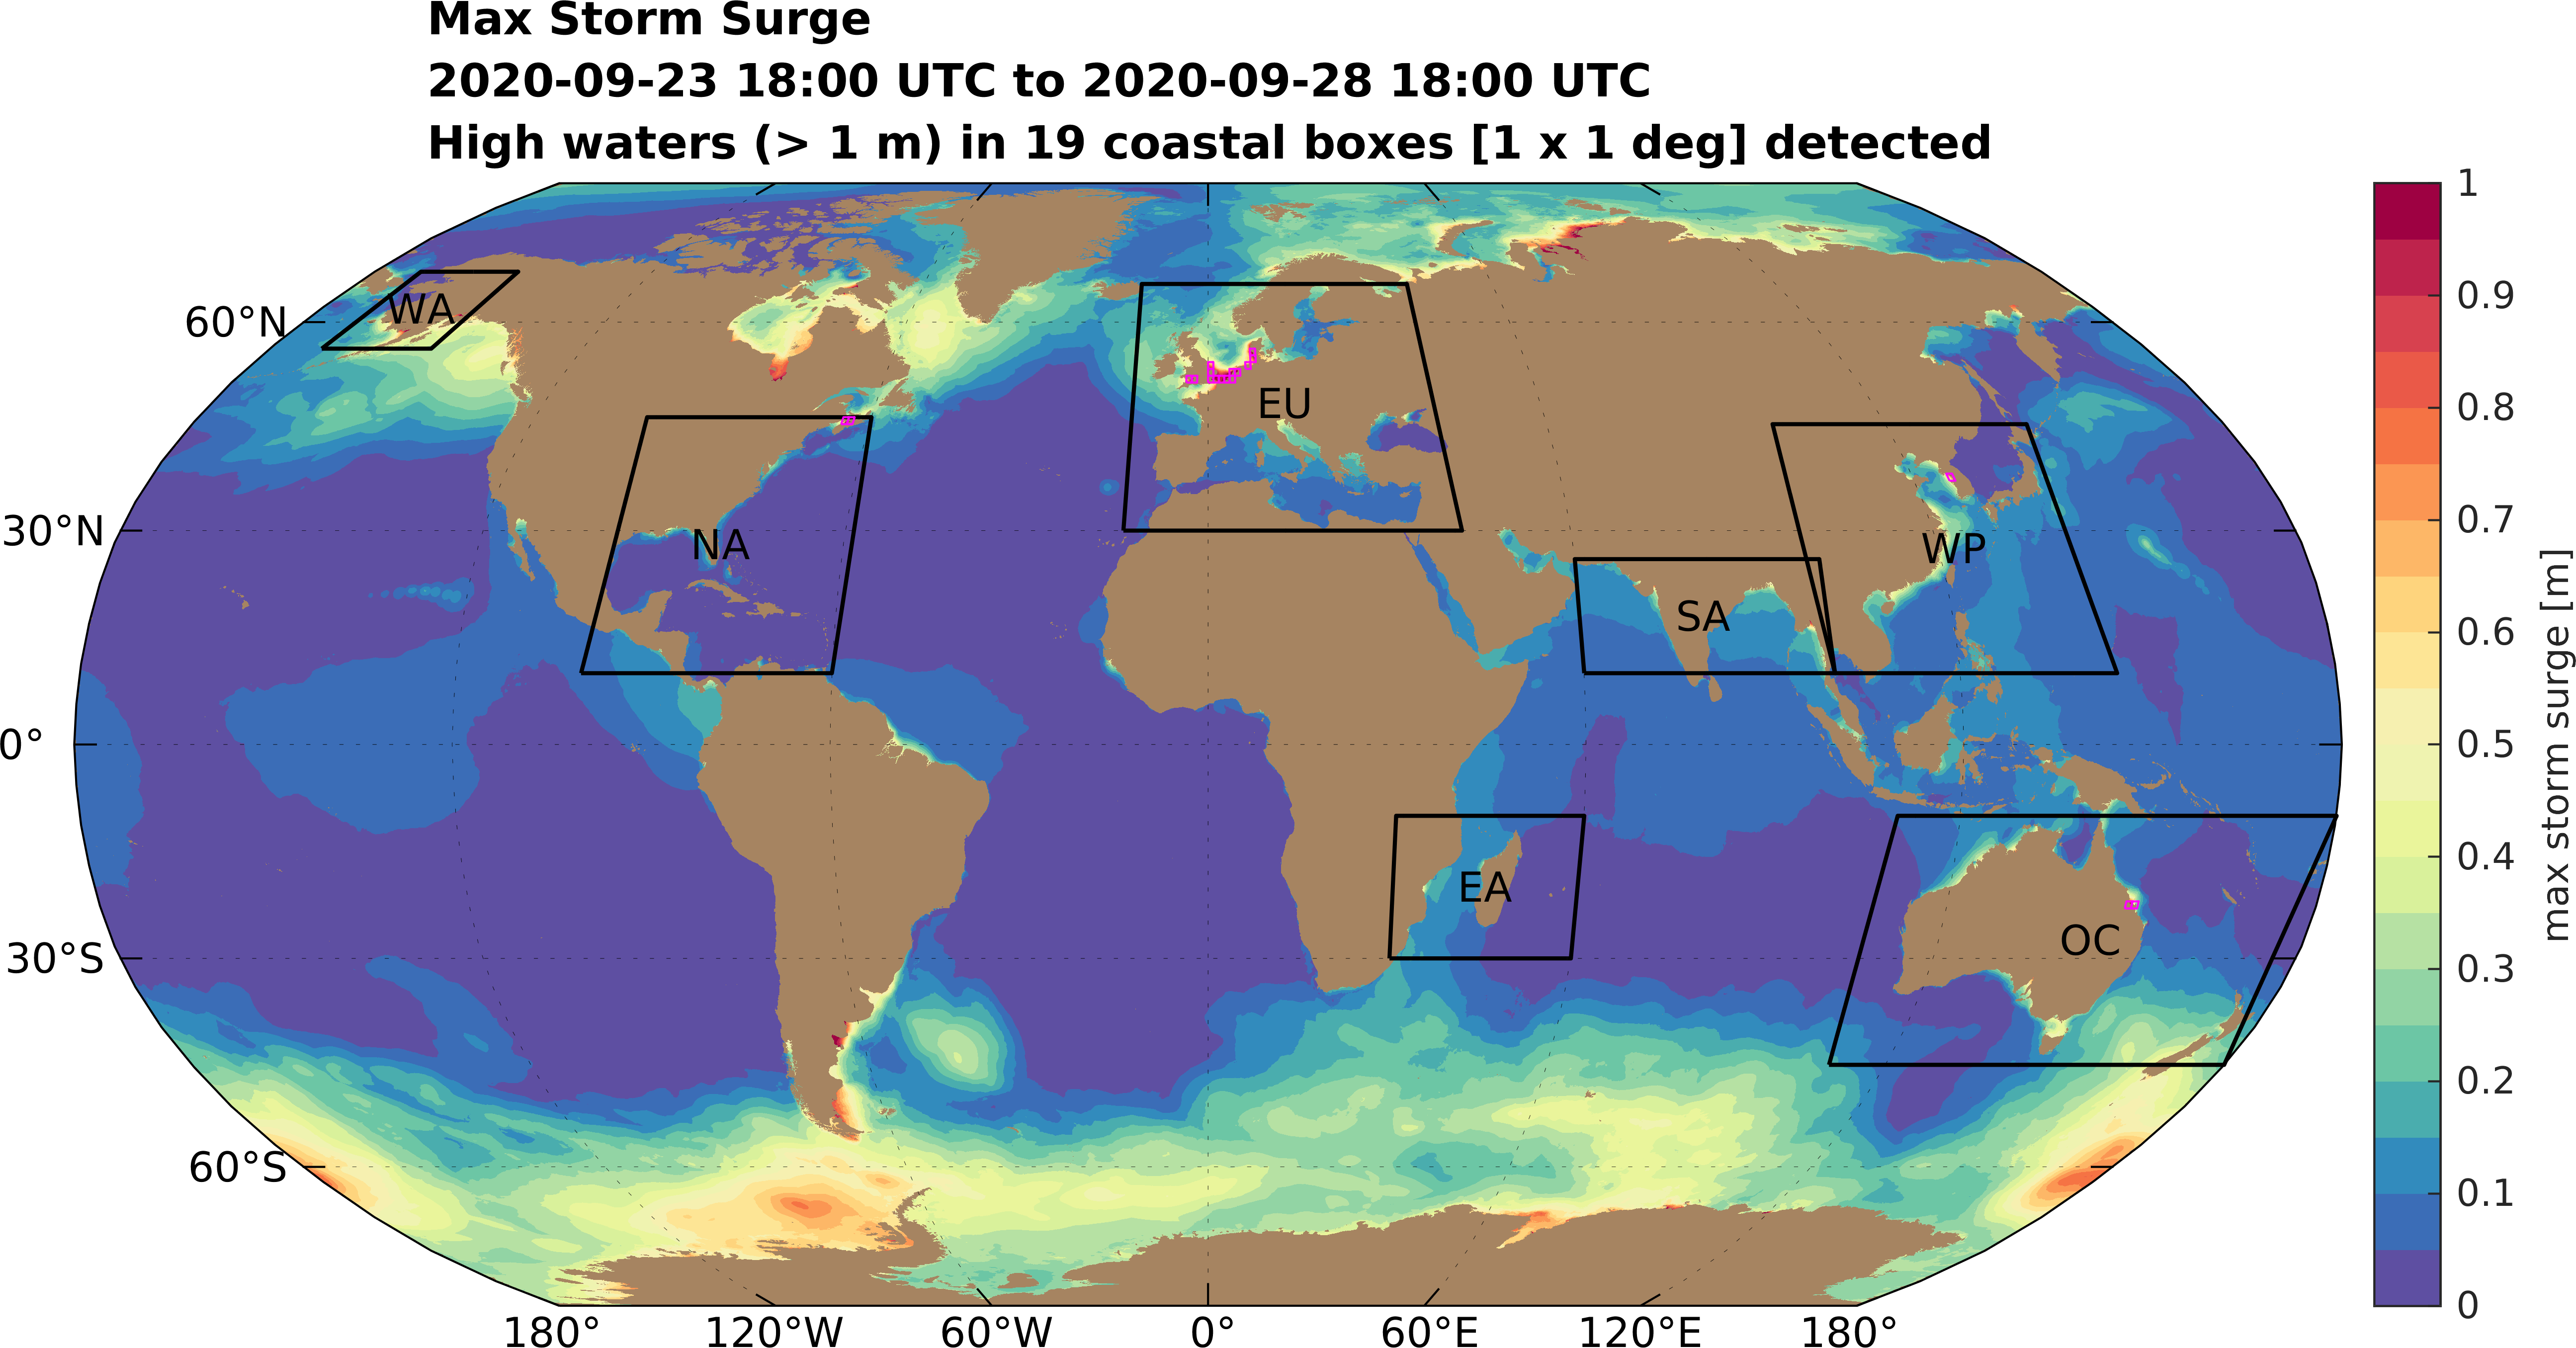 Max Storm Surge
2020-09-23 18:00 UTC to 2020-09-28 18:00 UTC
High waters (> 1 m) in 19 coastal boxes [1 x 1 deg] detected
60°N
30°N
0°
30°S
60°S
WA
NA
EU
SA
WP
EA
OC
180°
120°W
60°W
0°
60°E
120°E
180°
1
0.9
0.8
0.7
0.6
0.5
0.4
0.3
0.2
0.1
0
max storm surge [m]